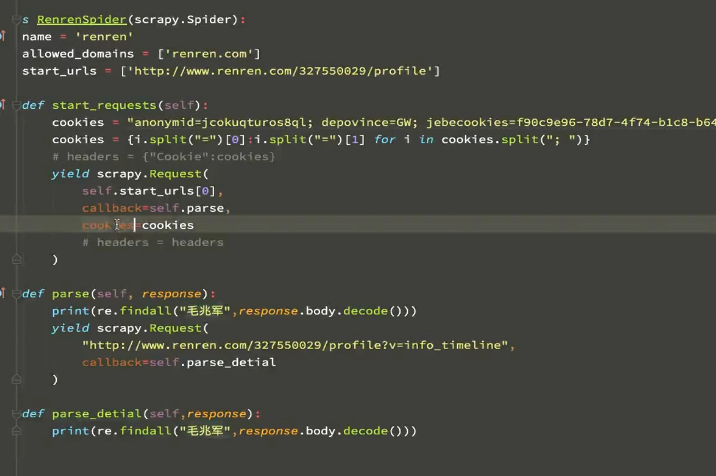 s RenrenSpider(scrapy.Spider):
name = 'renren'
allowed_domains = ['renren.com']
start_urls = ['http://www.renren.com/327550029/profile']
def start_requests(self):
cookies = "anonymid=jcokuqturos8ql; depovince=GW; jebecookies=f90c9e96-78d7-4f74-b1c8-b64
cookies = {i.split("=")[0]:i.split("=")[1] for i in cookies.split("; ")}
# headers = {"Cookie":cookies}
yield scrapy.Request(
self.start_urls[0],
callback=self.parse,
cookies=cookies
# headers = headers
)
def parse(self, response):
print(re.findall("毛兆军",response.body.decode()))
yield scrapy.Request(
"http://www.renren.com/327550029/profile?v=info_timeline",
callback=self.parse_detial
)
def parse_detial(self,response):
print(re.findall("毛兆军",response.body.decode()))